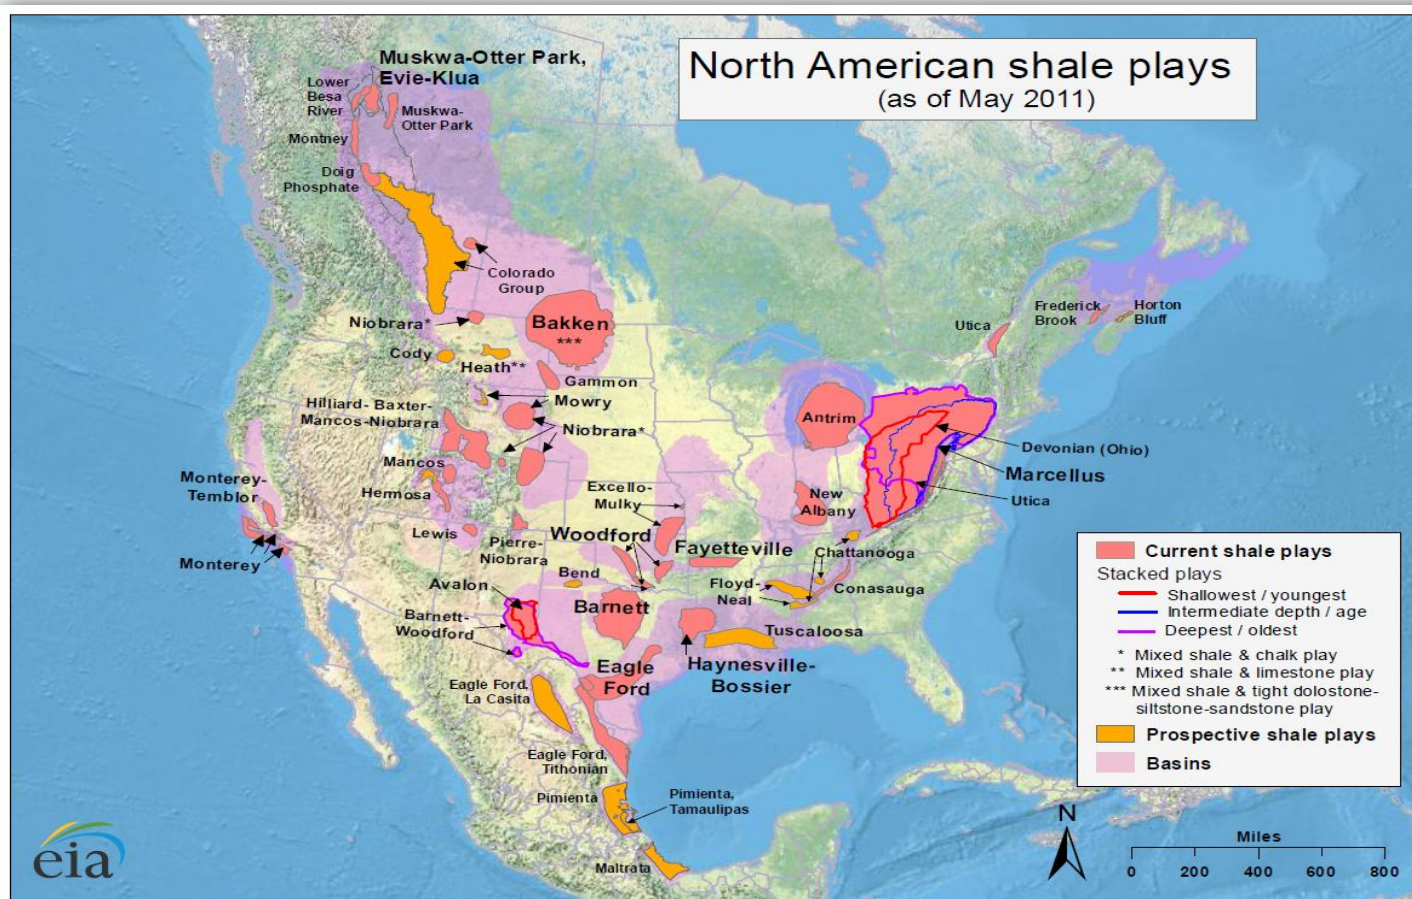 North American shale plays
(as of May 2011)
Muskwa-Otter Park,
Evie-Klua
Lower
Besa
River
Muskwa-
Otter Park
Montney
Doig
Phosphate
Colorado
Group
Niobrara*
Bakken
***
Cody
Heath**
Gammon
Mowry
Hilliard- Baxter-
Mancos-Niobrara
Niobrara*
Mancos
Hermosa
Monterey-
Temblor
Monterey
Lewis
Pierre-
Niobrara
Excello-
Mulky
Woodford
Fayetteville
Bend
Avalon
Barnett-
Woodford
Barnett
Eagle
Ford
Haynesville-
Bossier
Tuscaloosa
Floyd-
Neal
Chattanooga
Conasauga
New
Albany
Antrim
Devonian (Ohio)
Marcellus
Utica
Utica
Frederick
Brook
Horton
Bluff
Eagle Ford,
La Casita
Eagle Ford,
Tithonian
Pimienta
Pimienta,
Tamaulipas
Maltrata
Current shale plays
Stacked plays
Shallowest / youngest
Intermediate depth / age
Deepest / oldest
* Mixed shale & chalk play
** Mixed shale & limestone play
*** Mixed shale & tight dolostone-
siltstone-sandstone play
Prospective shale plays
Basins
N
Miles
0 200 400 600 800
eia